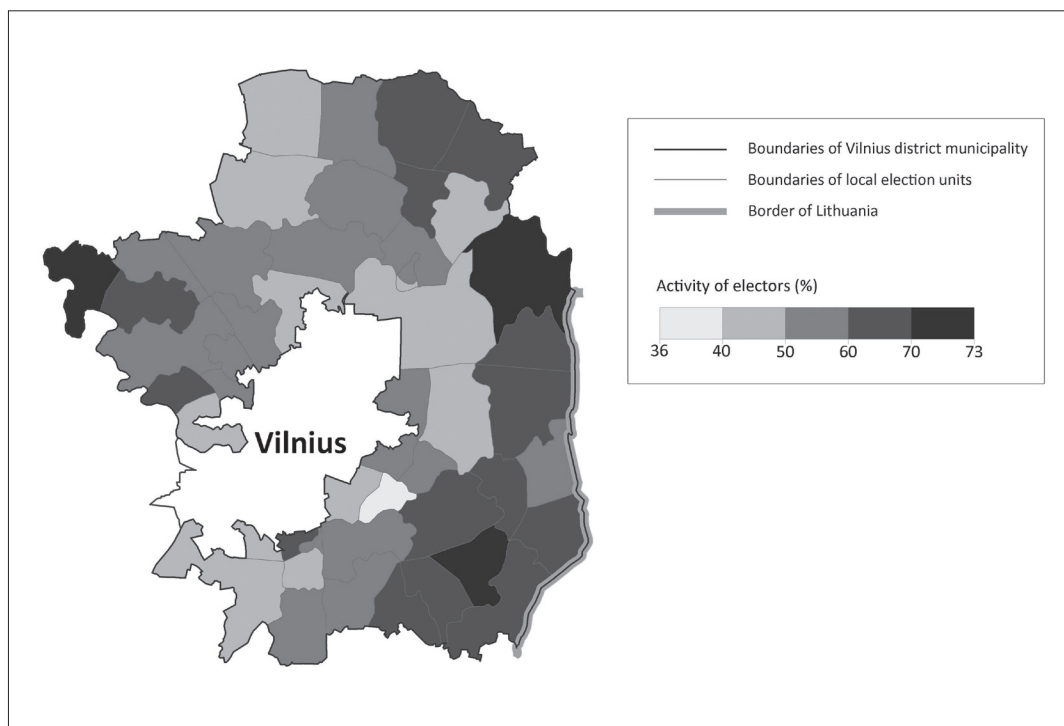 Boundaries of Vilnius district municipality
Boundaries of local election units
Border of Lithuania
Activity of electors (%)
36 40 50 60 70 73
Vilnius